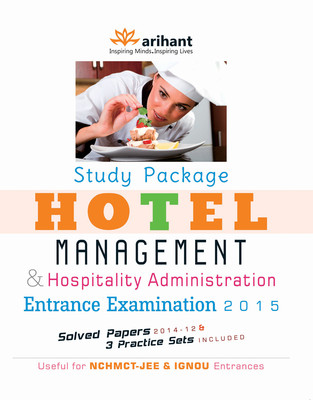 arihant
Inspiring Minds, Inspiring Lives
Study Package
HOTEL
MANAGEMENT
& Hospitality Administration
Entrance Examination 2015
Solved Papers 2014-12 &
3 Practice Sets INCLUDED
Useful for NCHMCT-JEE & IGNOU Entrances